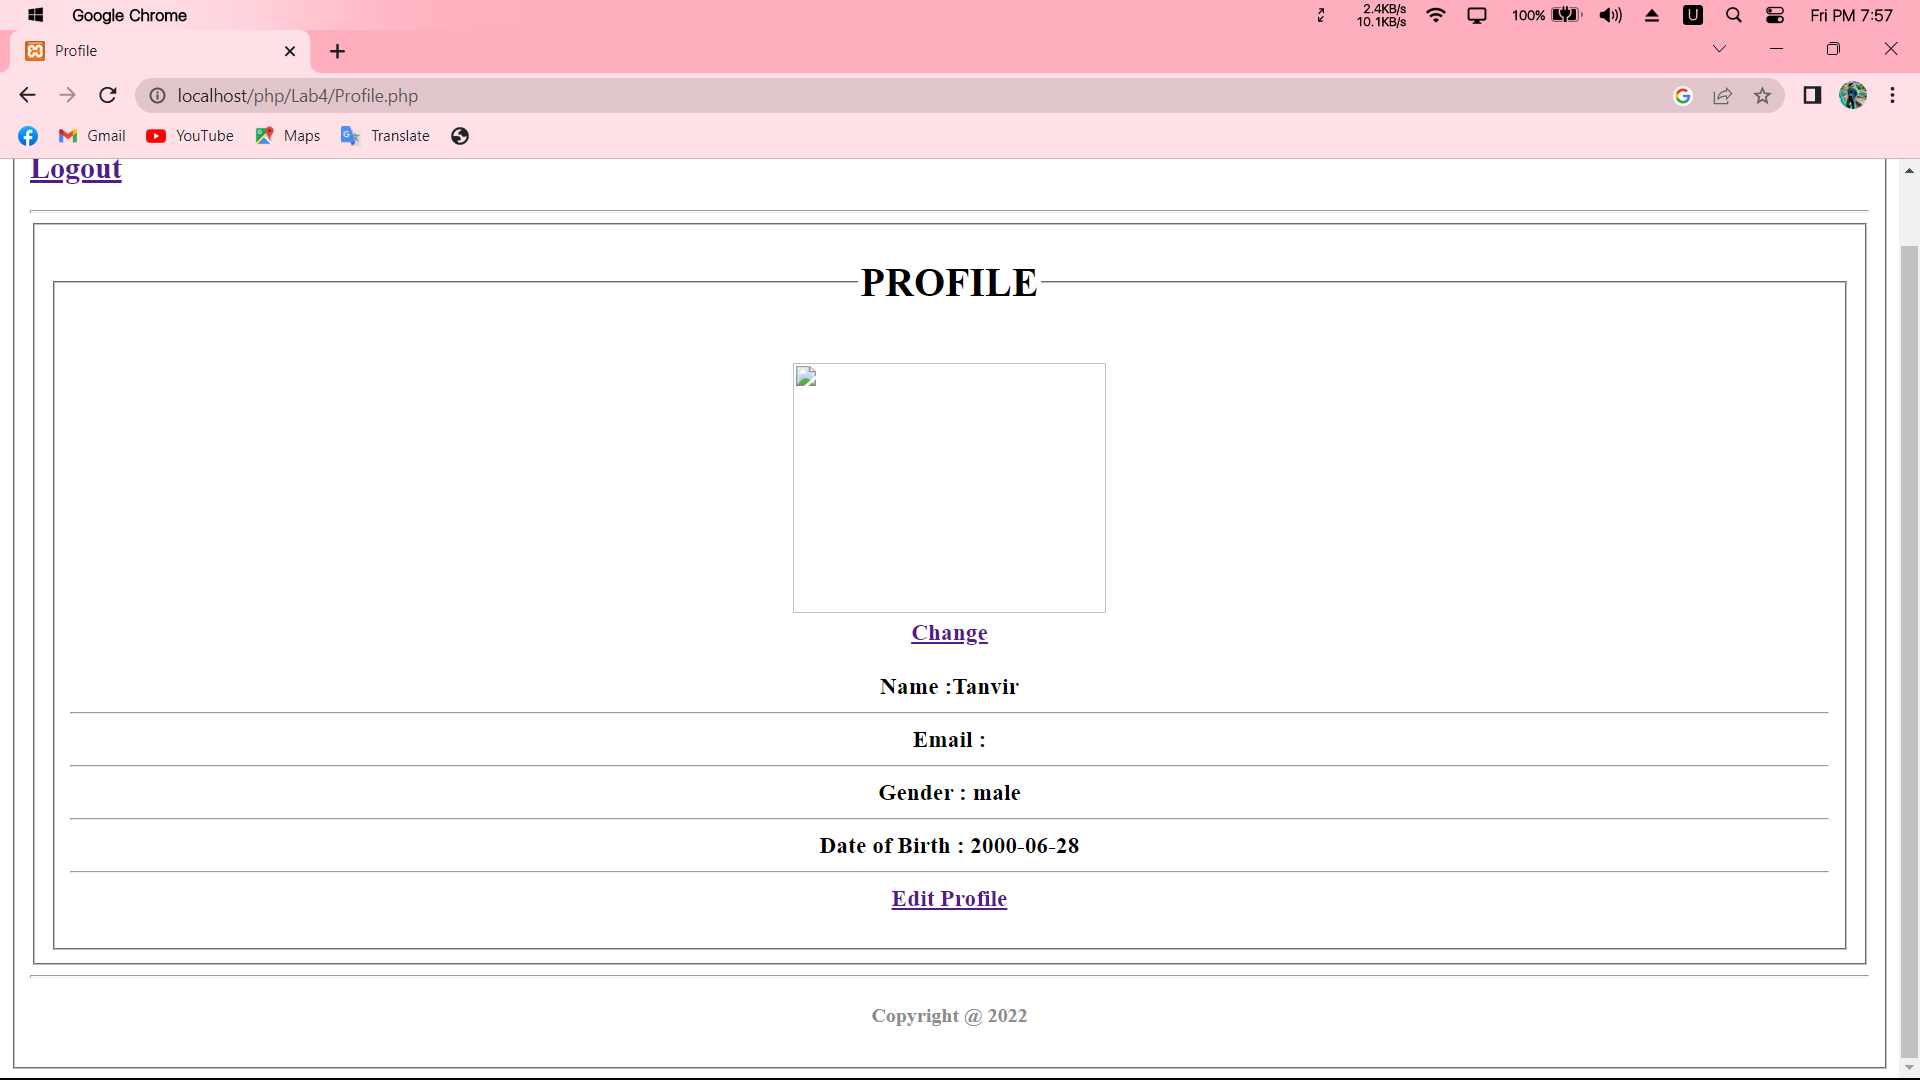 Google Chrome
2.4KB/s
10.1KB/s
100%
U
Fri PM 7:57
Profile
localhost/php/Lab4/Profile.php
Gmail
YouTube
Maps
Translate
Logout
PROFILE
Change
Name :Tanvir
Email :
Gender : male
Date of Birth : 2000-06-28
Edit Profile
Copyright @ 2022